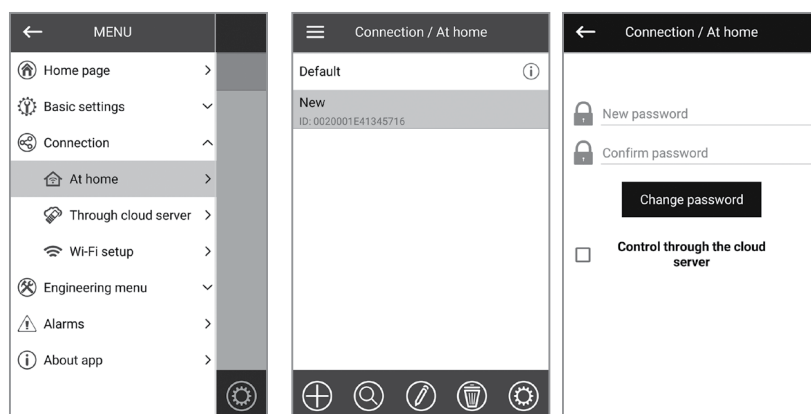 MENU
Home page
Basic settings
Connection
At home
Through cloud server
Wi-Fi setup
Engineering menu
Alarms
About app
Connection / At home
Default
New
ID: 0020001E41345716
Connection / At home
New password
Confirm password
Change password
Control through the cloud
server